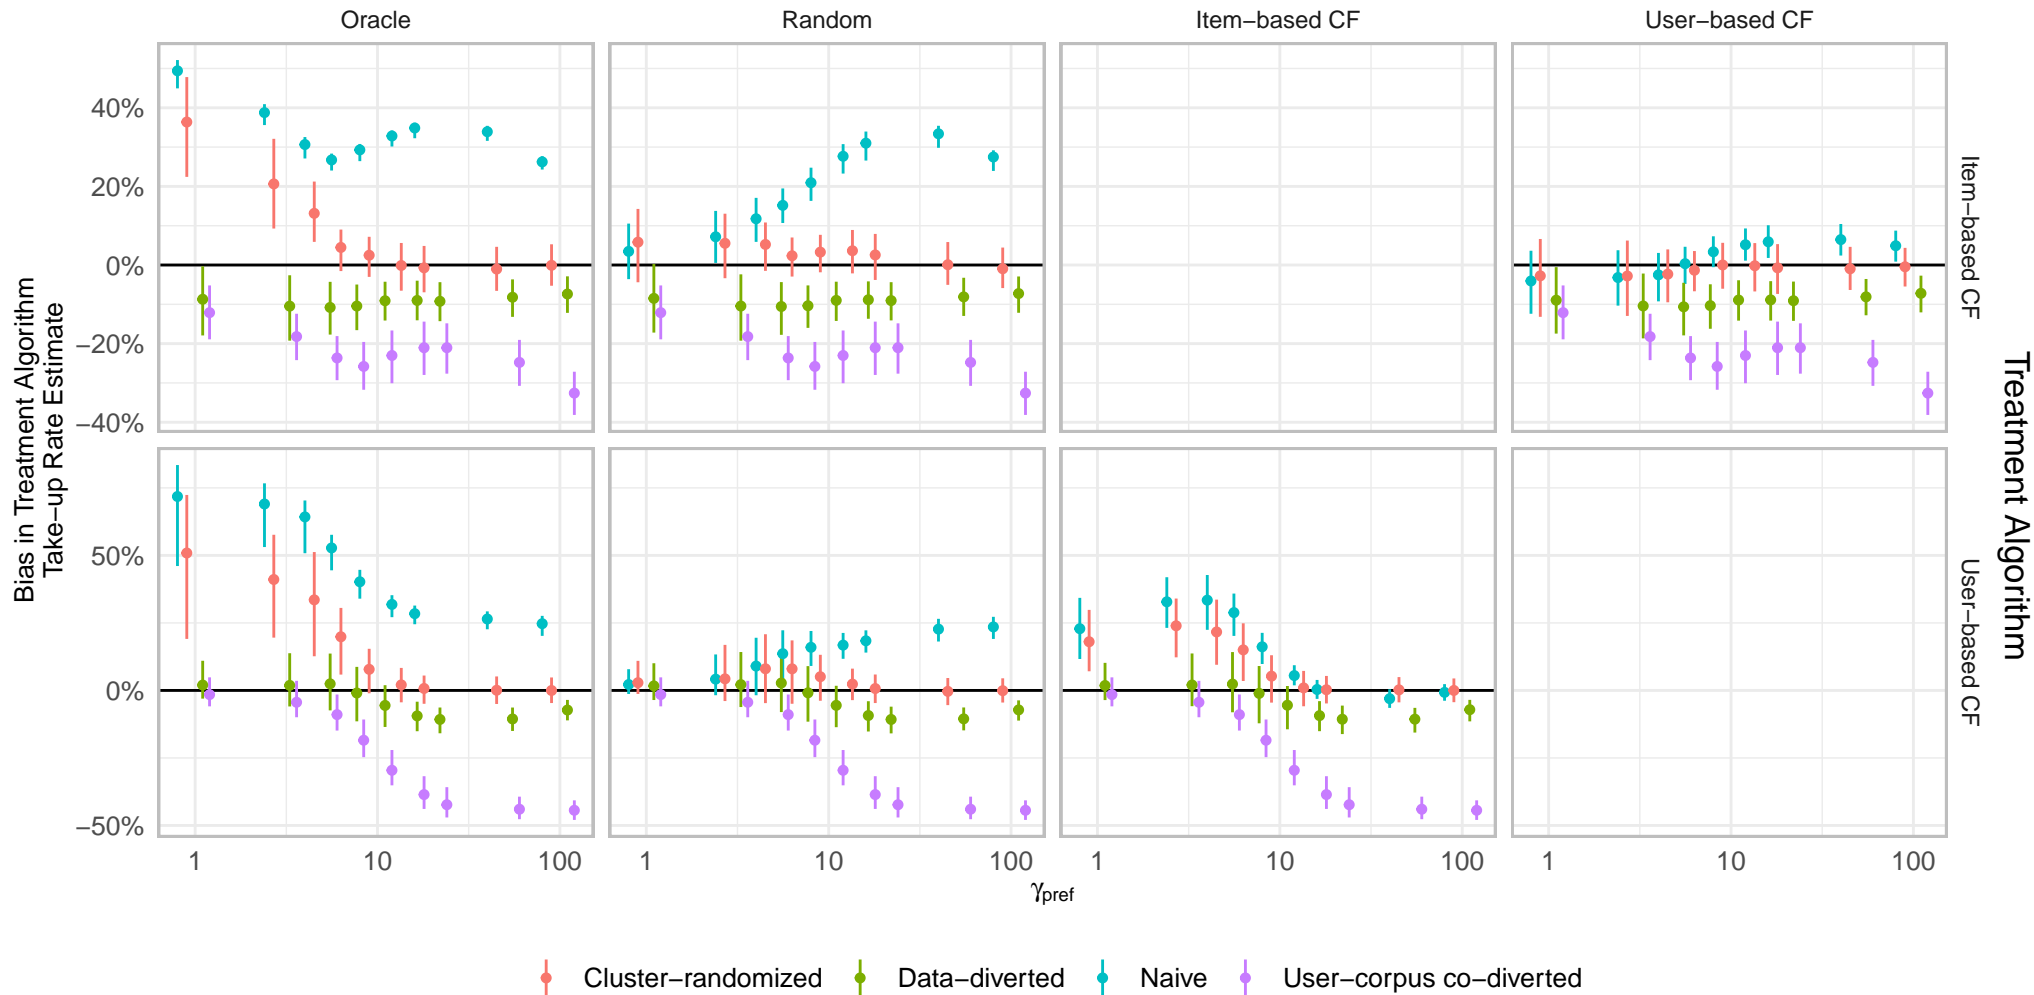 Oracle
Random
Item−based CF
User−based CF
40%
20%
0%
−20%
−40%
Item−based CF
50%
0%
−50%
User−based CF
Bias in Treatment Algorithm
Take−up Rate Estimate
Treatment Algorithm
1 10 100
1 10 100
1 10 100
1 10 100
γpref
Cluster−randomized
Data−diverted
Naive
User−corpus co−diverted